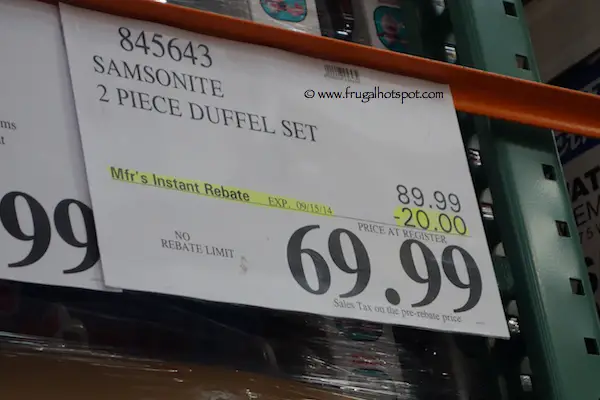 845643
SAMSONITE
2 PIECE DUFFEL SET
© www.frugalhotspot.com
Mfr's Instant Rebate EXP. 09/15/14
89.99
-20.00
PRICE AT REGISTER
NO
REBATE LIMIT
69.99
Sales Tax on the pre-rebate price
99